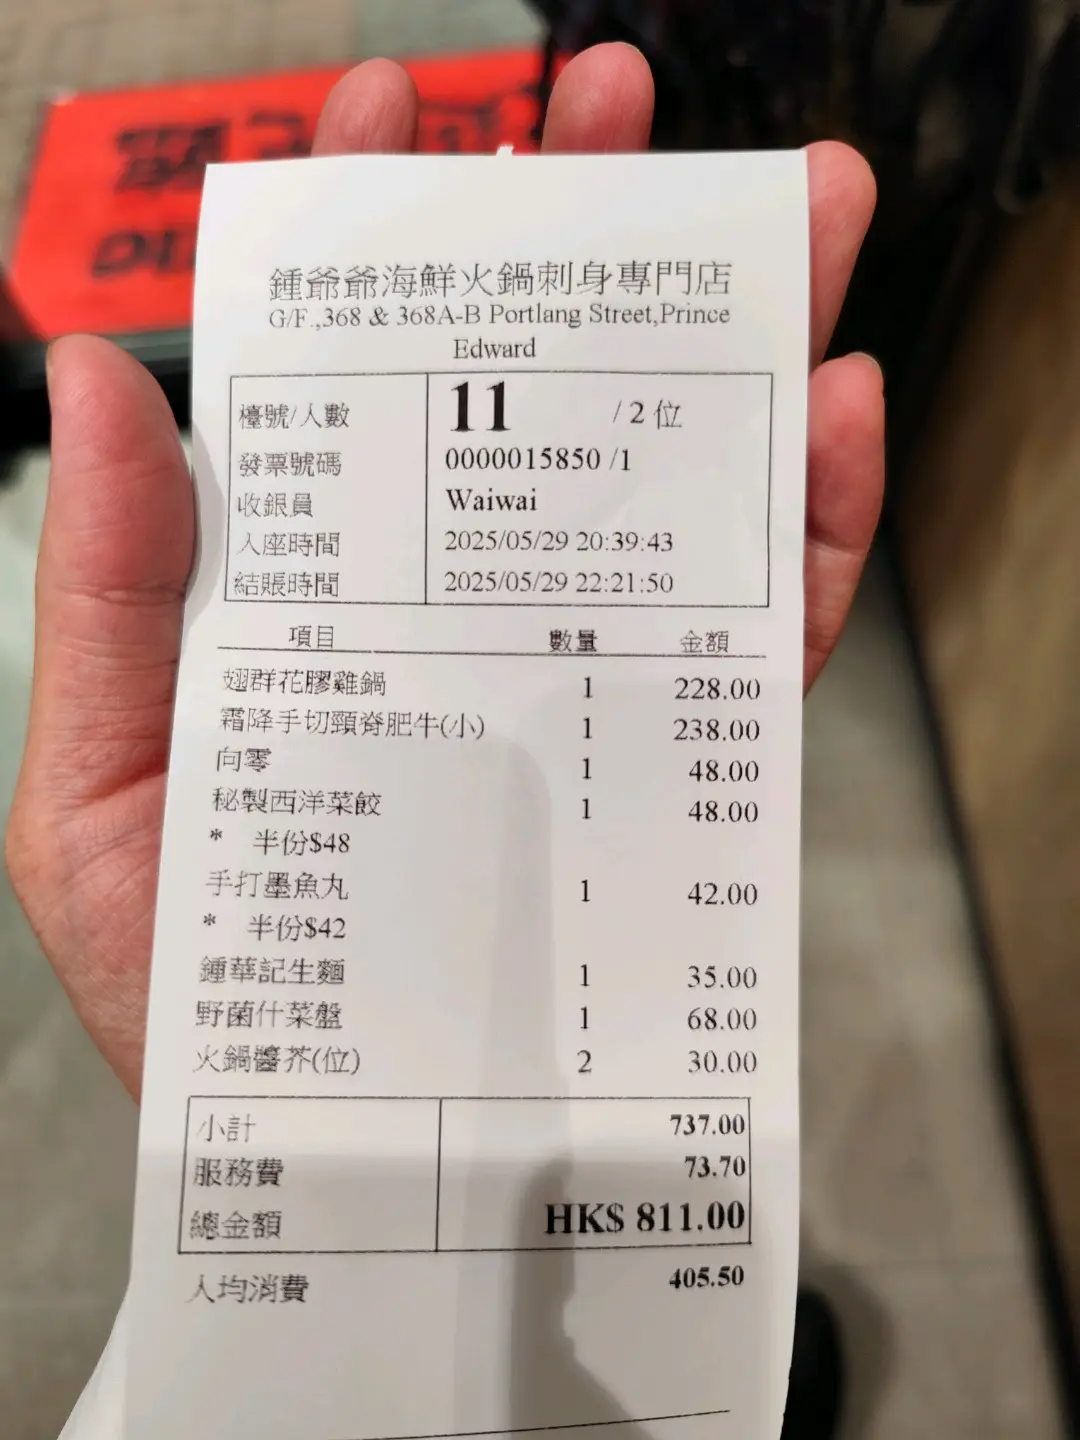 鍾爺爺海鮮火鍋刺身專門店
G/F.,368 & 368A-B Portlang Street,Prince
Edward
檯號/人數 11 /2 位
發票號碼 0000015850 /1
收銀員 Waiwai
入座時間 2025/05/29 20:39:43
結賬時間 2025/05/29 22:21:50
項目 數量 金額
翅群花膠雞鍋 1 228.00
霜降手切頸脊肥牛(小) 1 238.00
向零 1 48.00
秘製西洋菜餃 1 48.00
* 半份$48
手打墨魚丸 1 42.00
* 半份$42
鍾華記生麵 1 35.00
野菌什菜盤 1 68.00
火鍋醬芥(位) 2 30.00
小計 737.00
服務費 73.70
總金額 HK$ 811.00
人均消費 405.50